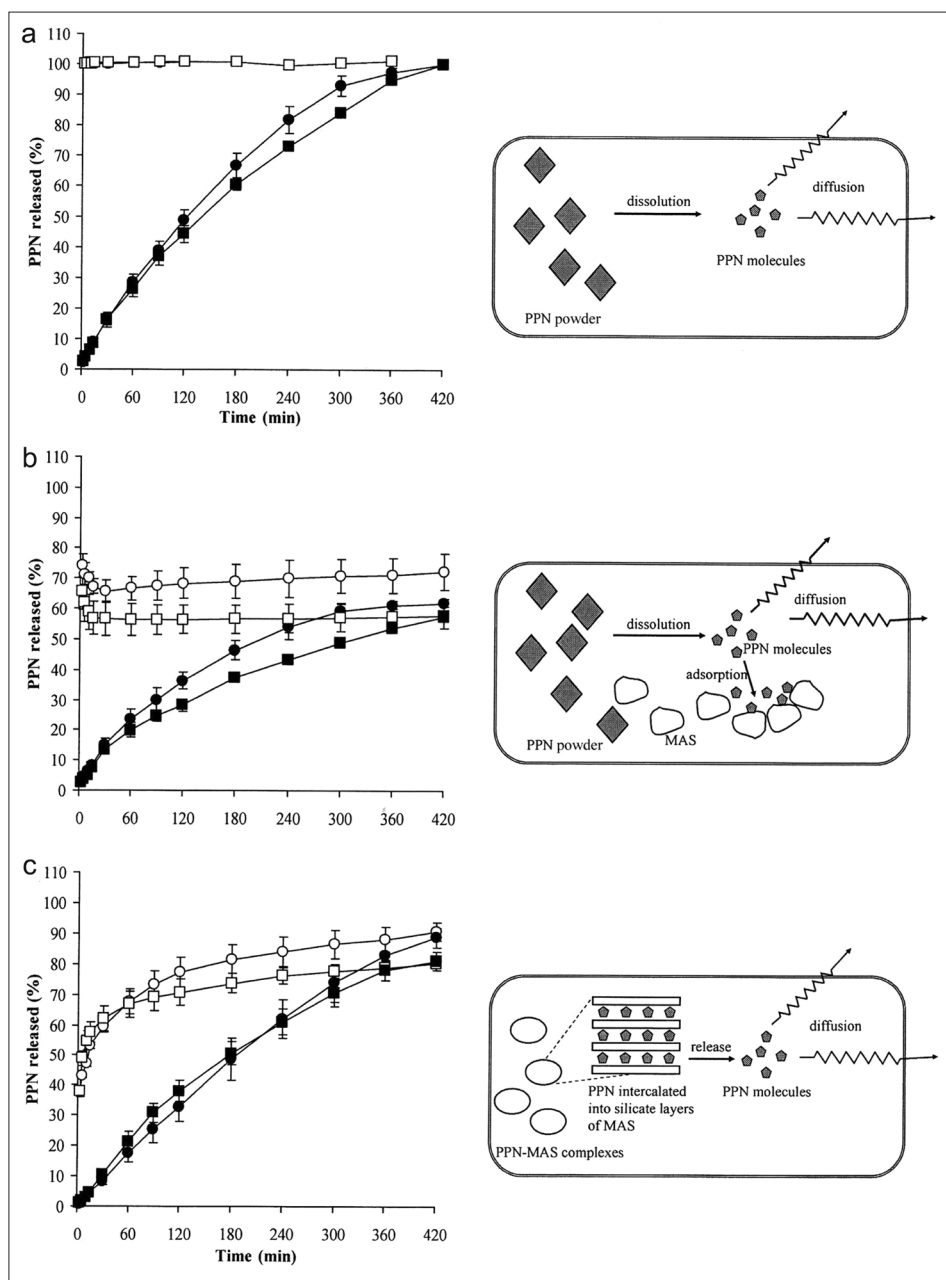 a
110
100
90
80
70
60
50
40
30
20
10
0
PPN released (%)
0 60 120 180 240 300 360 420
Time (min)
dissolution
diffusion
PPN molecules
PPN powder
b
110
100
90
80
70
60
50
40
30
20
10
0
PPN released (%)
0 60 120 180 240 300 360 420
Time (min)
dissolution
diffusion
PPN molecules
adsorption
MAS
PPN powder
c
110
100
90
80
70
60
50
40
30
20
10
0
PPN released (%)
0 60 120 180 240 300 360 420
Time (min)
release
diffusion
PPN molecules
PPN intercalated
into silicate layers
of MAS
PPN-MAS complexes